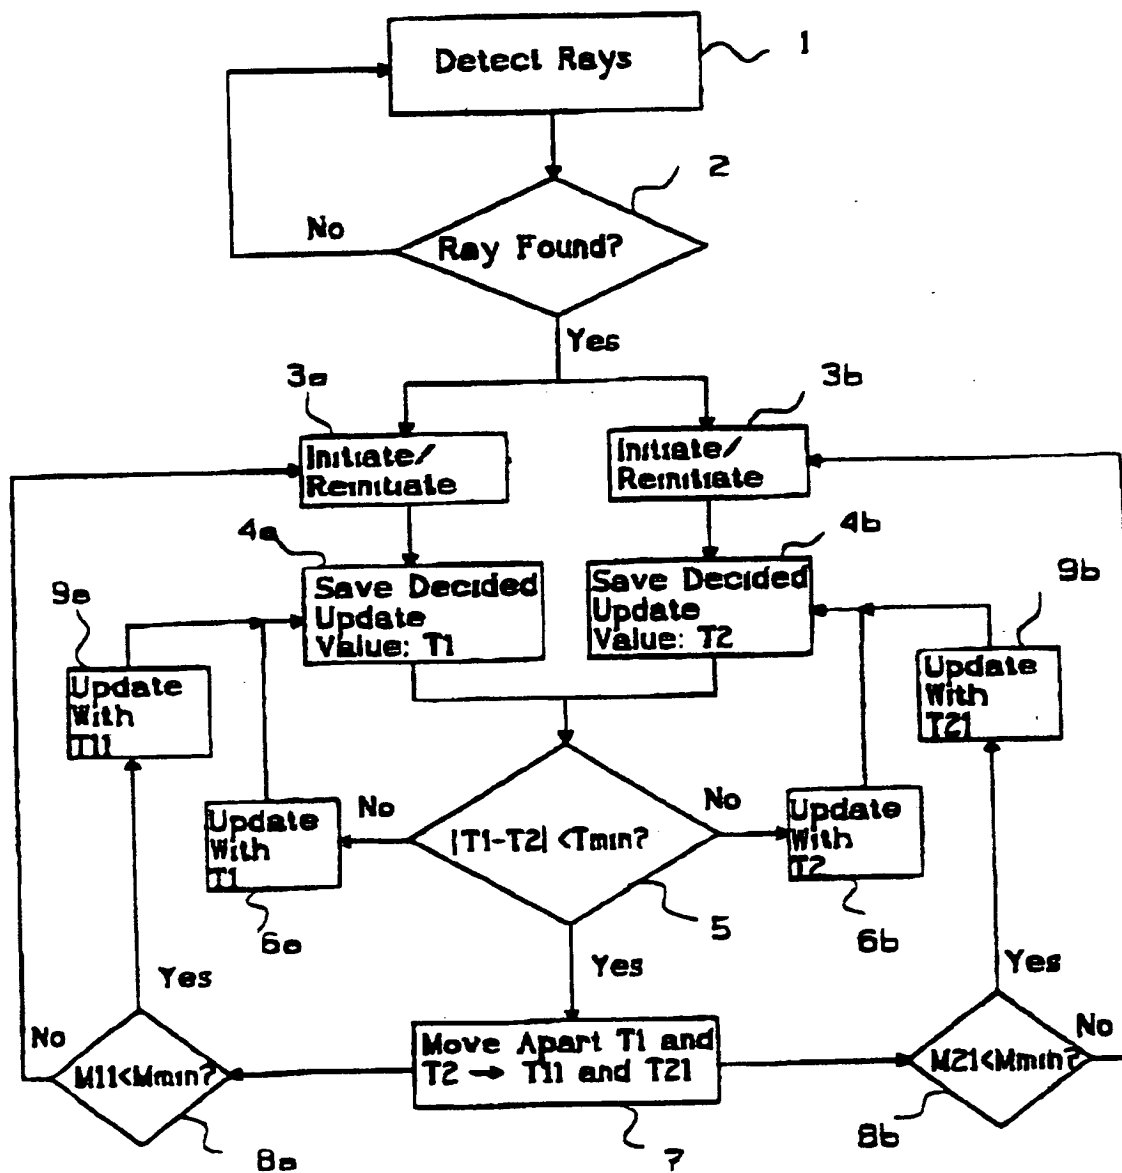 Detect Rays
1
2
No
Ray Found?
Yes
3a
3b
Initiate/
Reinitiate
Initiate/
Reinitiate
4a
4b
Save Decided
Update
Value: T1
Save Decided
Update
Value: T2
9a
9b
Update
With
T11
Update
With
T21
No
No
Update
With
T1
|T1-T2| <Tmin?
Update
With
T2
6a
5
6b
Yes
Yes
Yes
No
M11<Mmin?
Move Apart T1 and
T2 → T11 and T21
M21<Mmin?
No
8a
7
8b